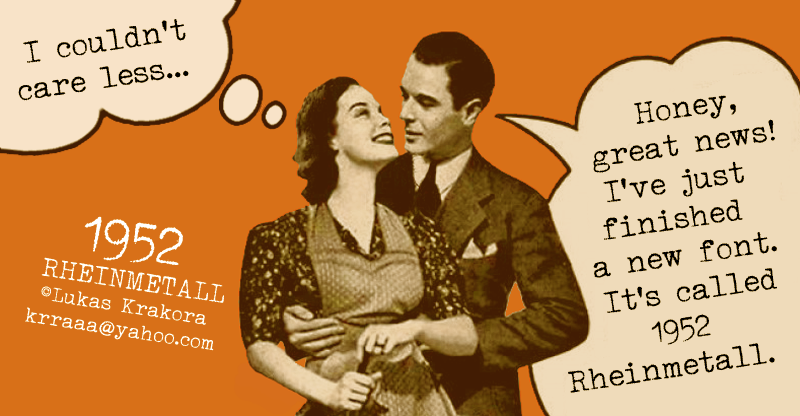 I couldn't
care less...
Honey,
great news!
I've just
finished
a new font.
It's called
1952
Rheinmetall.
1952
RHEINMETALL
©Lukas Krakora
krraaa@yahoo.com